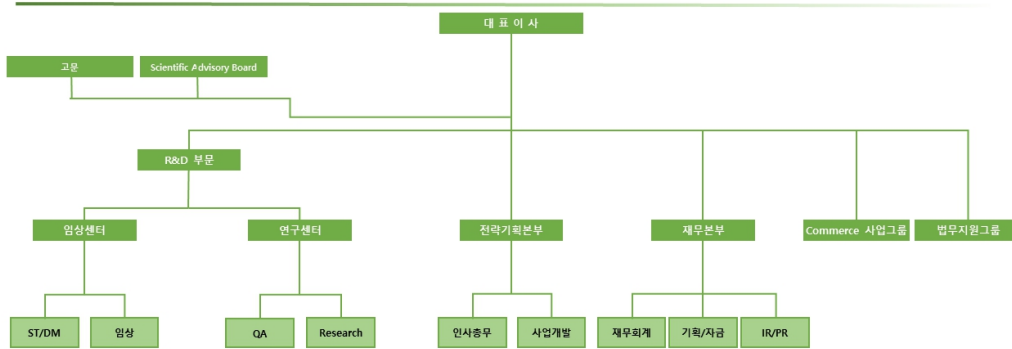 대 표 이 사
고문
Scientific Advisory Board
R&D 부문
임상센터
연구센터
전략기획본부
재무본부
Commerce 사업그룹
법무지원그룹
ST/DM
임상
QA
Research
인사총무
사업개발
재무회계
기획/자금
IR/PR